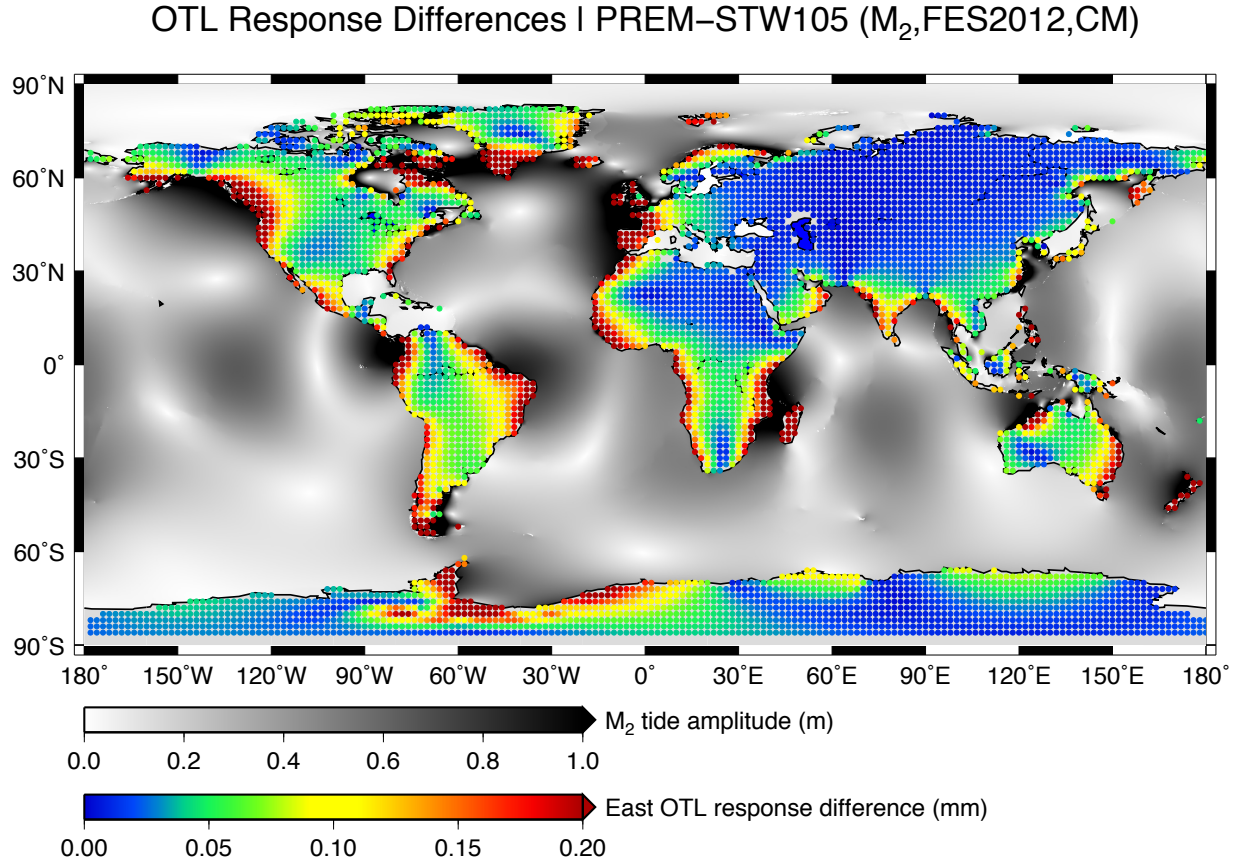 OTL Response Differences | PREM−STW105 (M2,FES2012,CM)
90˚N
60˚N
30˚N
0˚
30˚S
60˚S
90˚S
180˚ 150˚W 120˚W 90˚W 60˚W 30˚W 0˚ 30˚E 60˚E 90˚E 120˚E 150˚E 180˚
M2 tide amplitude (m)
0.0 0.2 0.4 0.6 0.8 1.0
East OTL response difference (mm)
0.00 0.05 0.10 0.15 0.20